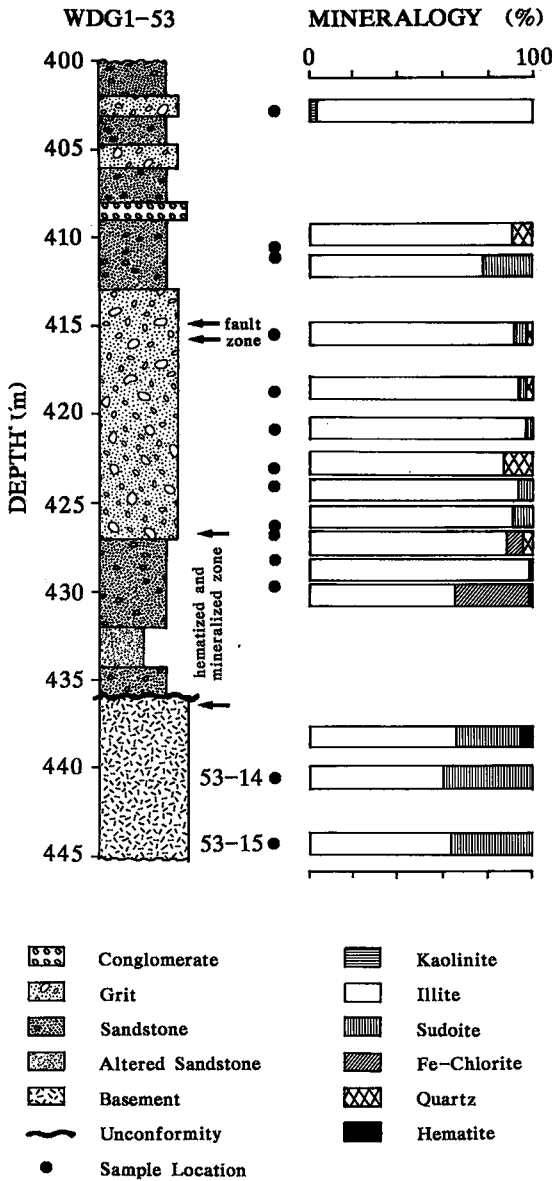 WDG1-53
MINERALOGY (%)
0 100
DEPTH (m)
400
405
410
415
420
425
430
435
440
445
fault
zone
hematized and
mineralized zone
53-14
53-15
Conglomerate
Grit
Sandstone
Altered Sandstone
Basement
Unconformity
Sample Location
Kaolinite
Illite
Sudoite
Fe-Chlorite
Quartz
Hematite